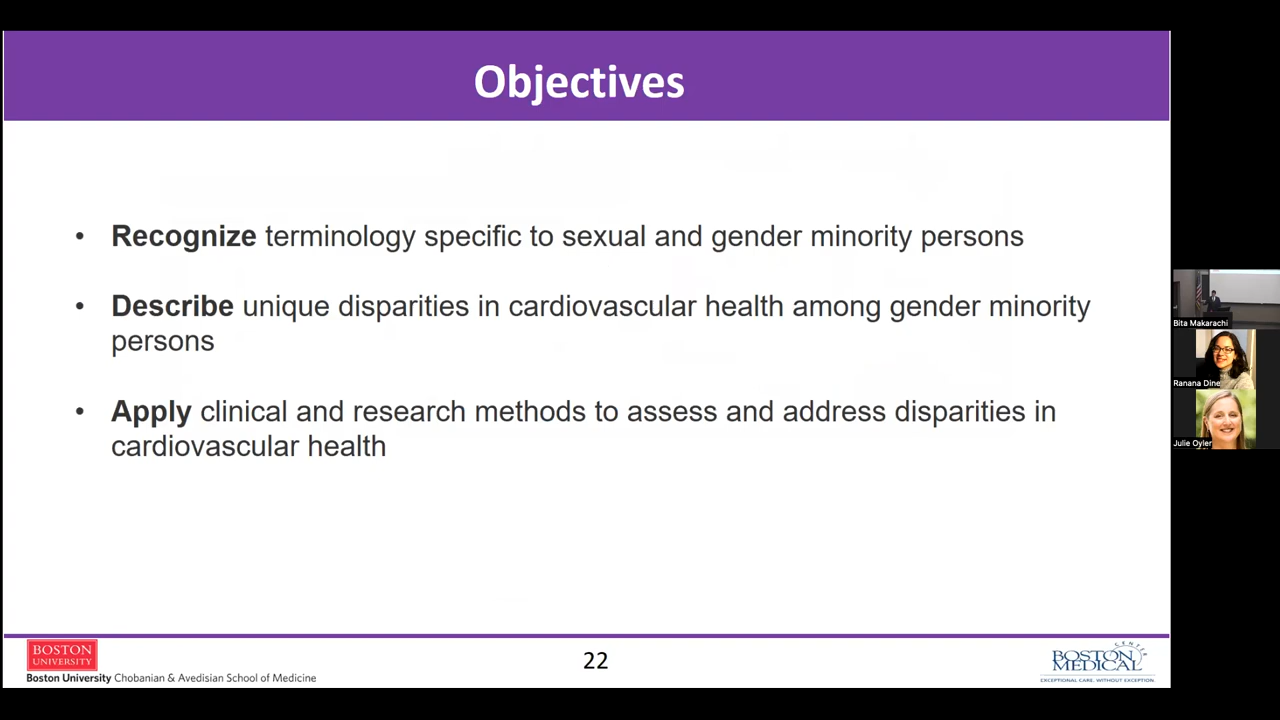 Objectives
• Recognize terminology specific to sexual and gender minority persons
• Describe unique disparities in cardiovascular health among gender minority
persons
• Apply clinical and research methods to assess and address disparities in
cardiovascular health
Bita Makarachi
Ranana Dine
Julie Oyler
BOSTON
UNIVERSITY
Boston University Chobanian & Avedisian School of Medicine
22
BOSTON
MEDICAL
CENTER
EXCEPTIONAL CARE. WITHOUT EXCEPTION.